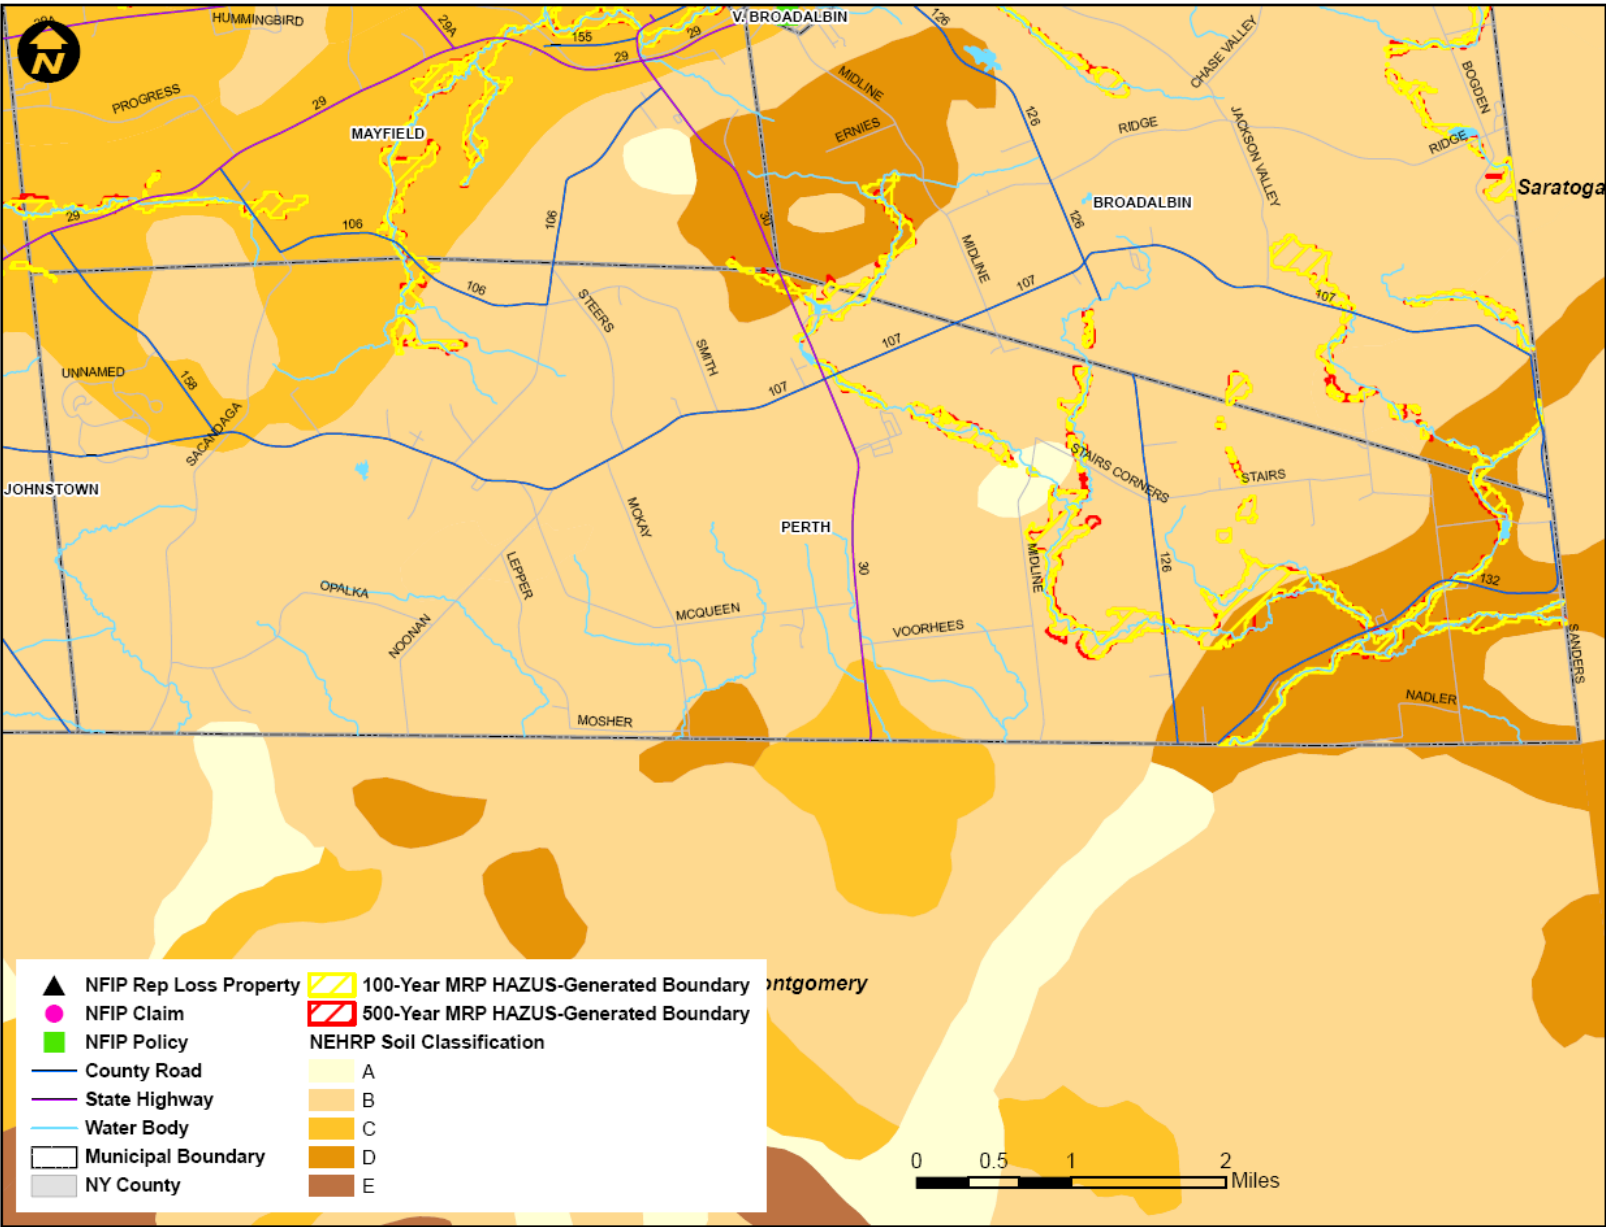 HUMMINGBIRD
29A
29A
V. BROADALBIN
126
155
29
29
N
PROGRESS
29
MAYFIELD
MIDLINE
ERNIES
126
RIDGE
CHASE VALLEY
JACKSON VALLEY
BOGDEN
RIDGE
Saratoga
BROADALBIN
29
106
106
30
126
MIDLINE
107
107
106
STEERS
SMITH
107
107
UNNAMED
158
SACANDAGA
JOHNSTOWN
STAIRS CORNERS
STAIRS
MCKAY
PERTH
LEPPER
30
MIDLINE
126
132
OPALKA
NOONAN
MCQUEEN
VOORHEES
SANDERS
NADLER
MOSHER
ontgomery
NFIP Rep Loss Property
NFIP Claim
NFIP Policy
County Road
State Highway
Water Body
Municipal Boundary
NY County
100-Year MRP HAZUS-Generated Boundary
500-Year MRP HAZUS-Generated Boundary
NEHRP Soil Classification
A
B
C
D
E
0 0.5 1 2
Miles